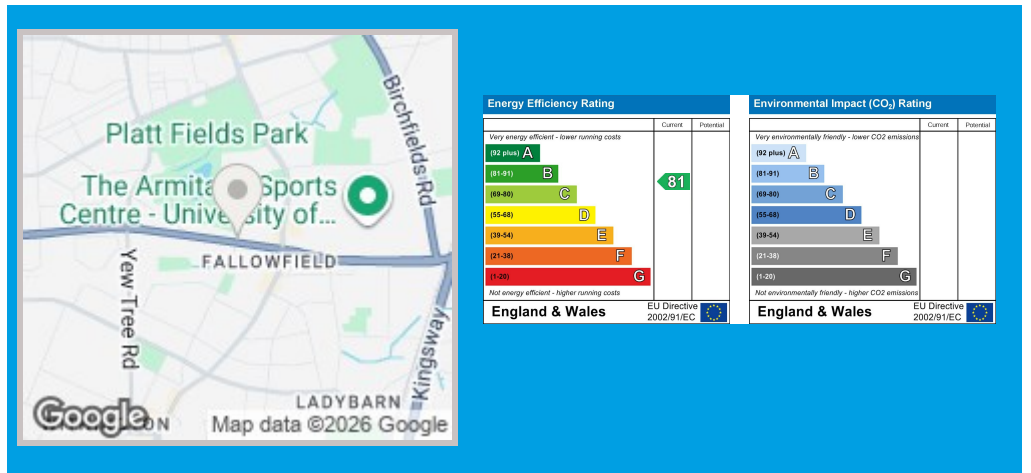 Birchfields Rd
Platt Fields Park
The Armita
Sports
Centre - University of...
FALLOWFIELD
Yew Tree Rd
Kingsway
LADYBARN
Google
ON
Map data ©2026 Google
Energy Efficiency Rating
Current
Potential
Very energy efficient - lower running costs
(92 plus) A
(81-91) B
(69-80) C
(55-68) D
(39-54) E
(21-38) F
(1-20) G
81
Not energy efficient - higher running costs
England & Wales
EU Directive
2002/91/EC
Environmental Impact (CO2) Rating
Current
Potential
Very environmentally friendly - lower CO2 emissions
(92 plus) A
(81-91) B
(69-80) C
(55-68) D
(39-54) E
(21-38) F
(1-20) G
Not environmentally friendly - higher CO2 emissions
England & Wales
EU Directive
2002/91/EC